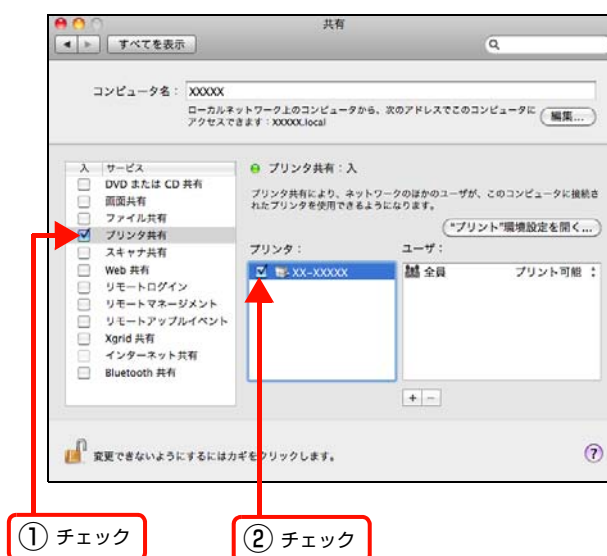 共有
すべてを表示
コンピュータ名： XXXXX
ローカルネットワーク上のコンピュータから、次のアドレスでこのコンピュータに
アクセスできます：XXXXX.local
編集...
入 サービス
DVD または CD 共有
画面共有
ファイル共有
プリンタ共有
スキャナ共有
Web 共有
リモートログイン
リモートマネージメント
リモートアップルイベント
Xgrid 共有
インターネット共有
Bluetooth 共有
プリンタ共有：入
プリンタ共有により、ネットワークのほかのユーザが、このコンピュータに接続さ
れたプリンタを使用できるようになります。
"プリント"環境設定を開く...
プリンタ：
XX-XXXXX
ユーザ：
全員 プリント可能
+ −
変更できないようにするにはカギをクリックします。
?
① チェック
② チェック